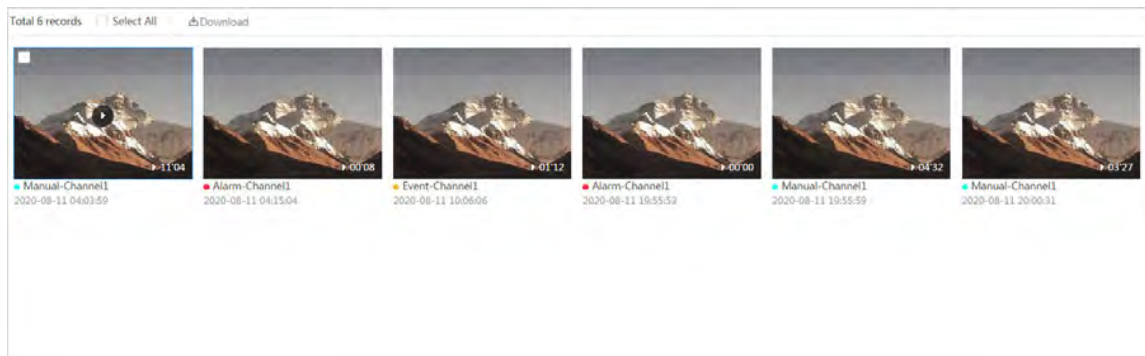 Total 6 records Select All Download
11'04 00'08 01'12 00'00 04'32 03'27
Manual-Channel1 Alarm-Channel1 Event-Channel1 Alarm-Channel1 Manual-Channel1 Manual-Channel1
2020-08-11 04:03:59 2020-08-11 04:15:04 2020-08-11 10:06:06 2020-08-11 19:55:53 2020-08-11 19:55:59 2020-08-11 20:00:31